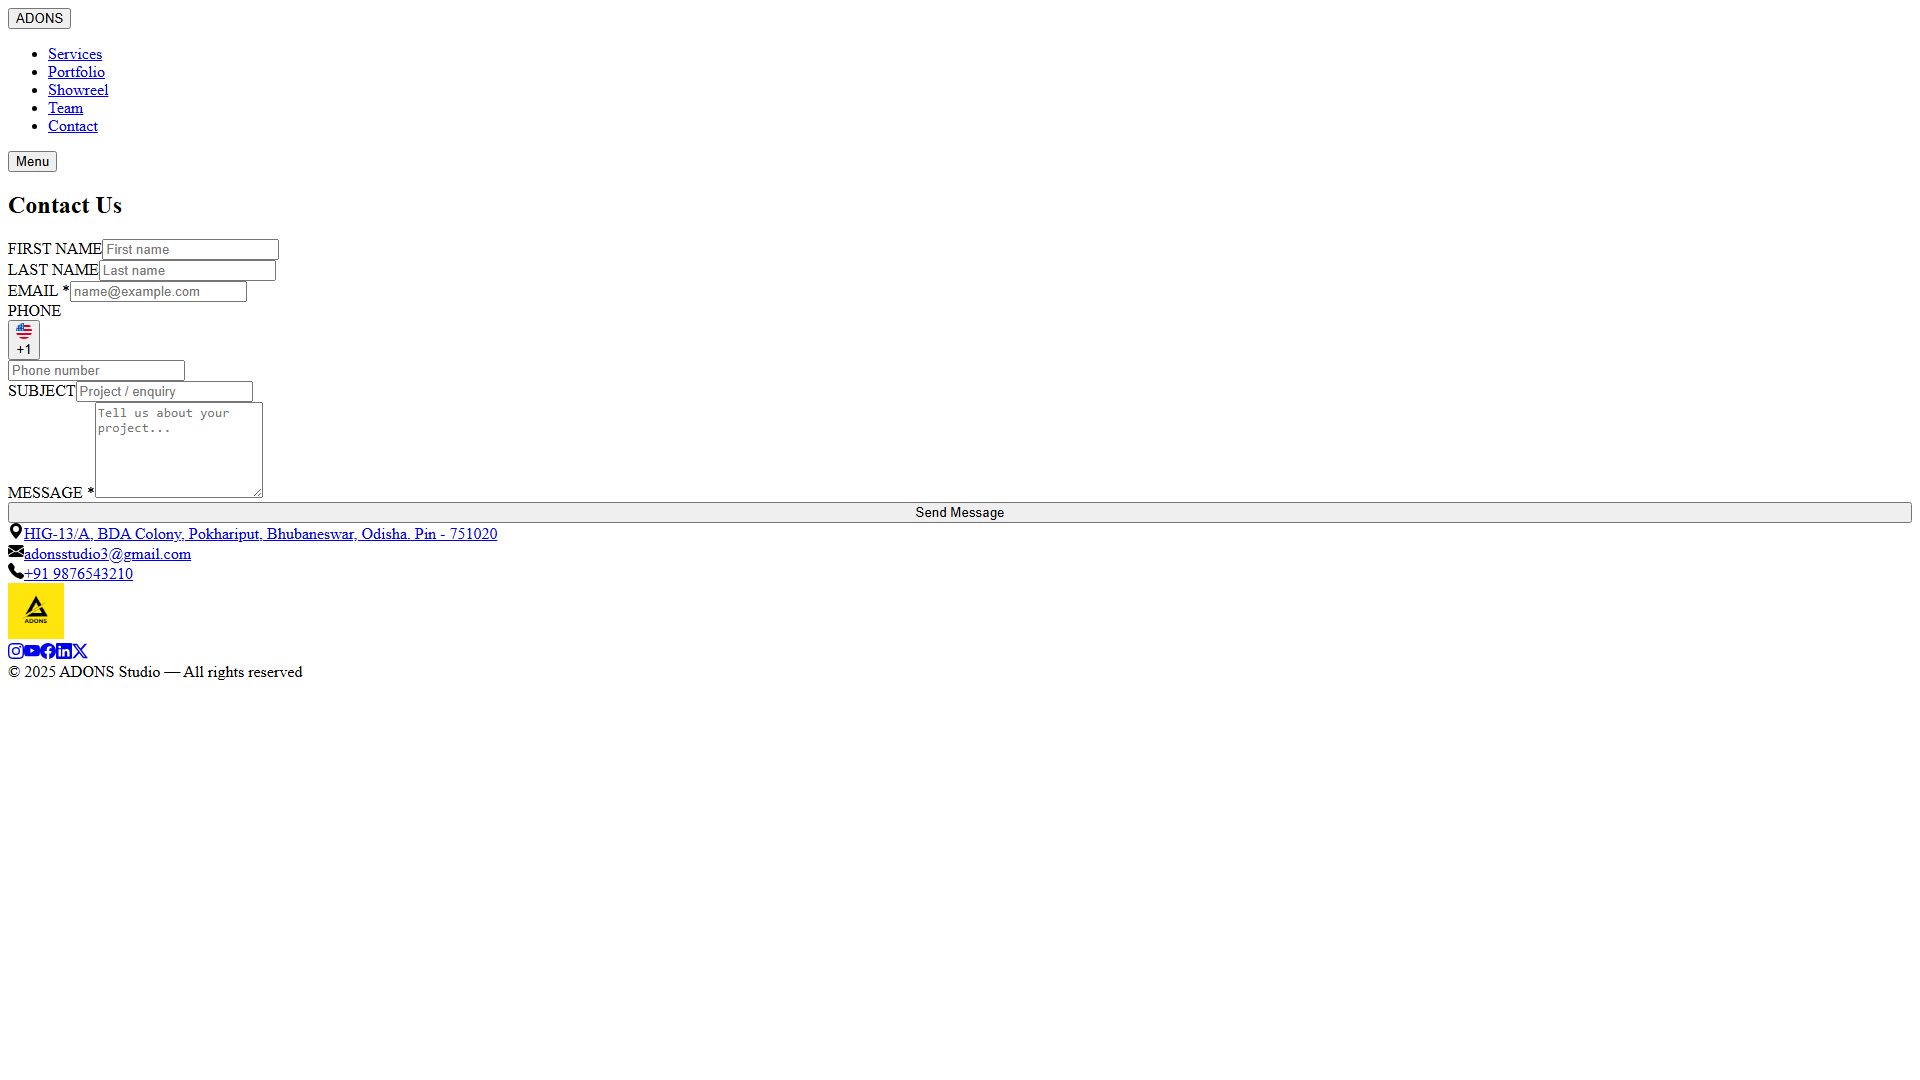 ADONS
Services
Portfolio
Showreel
Team
Contact
Menu
Contact Us
FIRST NAME First name
LAST NAME Last name
EMAIL * name@example.com
PHONE
+1
Phone number
SUBJECT Project / enquiry
Tell us about your
project...
MESSAGE *
Send Message
HIG-13/A, BDA Colony, Pokhariput, Bhubaneswar, Odisha. Pin - 751020
adonsstudio3@gmail.com
+91 9876543210
ADONS
© 2025 ADONS Studio — All rights reserved